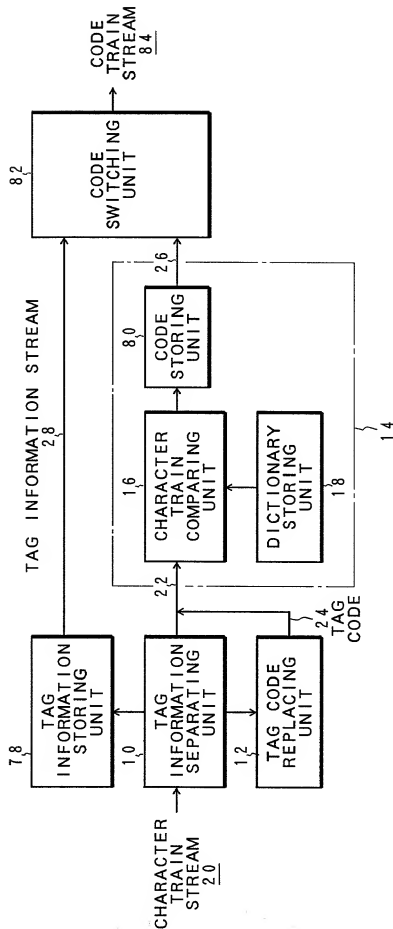 CHARACTER
TRAIN
STREAM
20
78
TAG
INFORMATION
STORING
UNIT
10
TAG
INFORMATION
SEPARATING
UNIT
12
TAG CODE
REPLACING
UNIT
TAG INFORMATION STREAM
28
22
24
TAG
CODE
16
CHARACTER
TRAIN
COMPARING
UNIT
DICTIONARY
STORING
UNIT
18
80
CODE
STORING
UNIT
26
14
82
CODE
SWITCHING
UNIT
CODE
TRAIN
STREAM
84